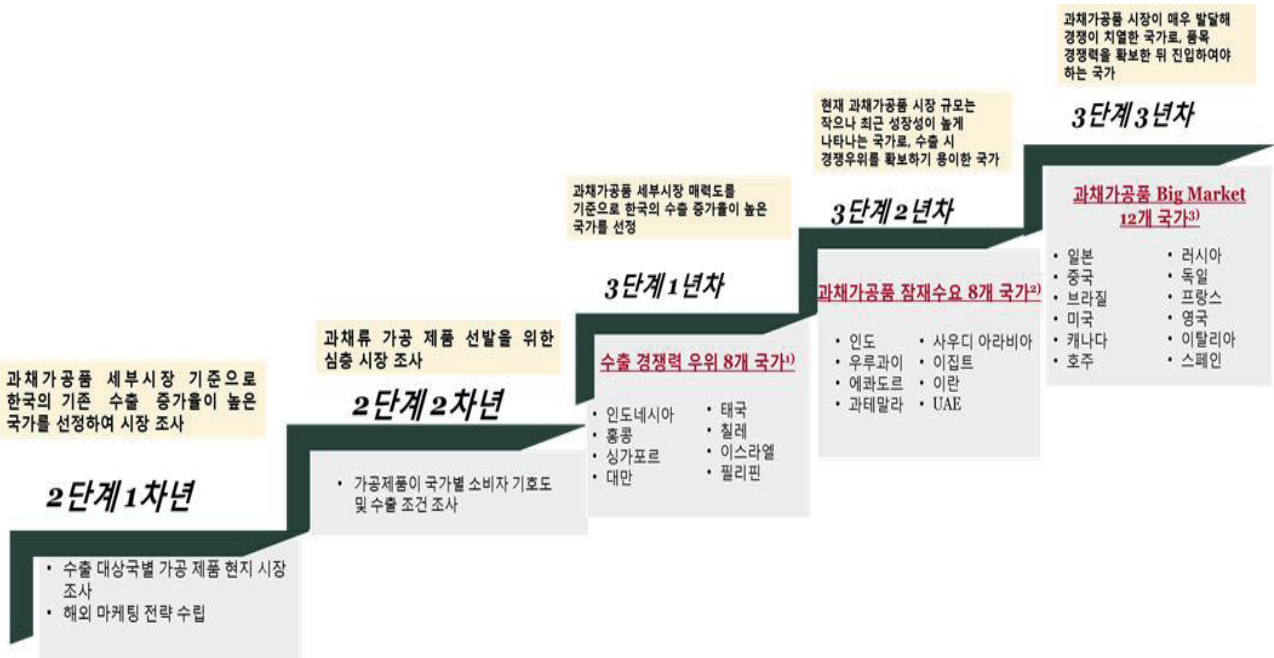 과채가공품 세부시장 기준으로
한국의 기존 수출 증가율이 높은
국가를 선정하여 시장 조사
2단계 1차년
• 수출 대상국별 가공 제품 현지 시장
조사
• 해외 마케팅 전략 수립
과채류 가공 제품 선발을 위한
심층 시장 조사
2단계 2차년
• 가공제품이 국가별 소비자 기호도
및 수출 조건 조사
과채가공품 세부시장 매력도를
기준으로 한국의 수출 증가율이 높은
국가를 선정
3단계 1년차
수출 경쟁력 우위 8개 국가1)
• 인도네시아
• 홍콩
• 싱가포르
• 대만
• 태국
• 칠레
• 이스라엘
• 필리핀
현재 과채가공품 시장 규모는
작으나 최근 성장성이 높게
나타나는 국가로, 수출 시
경쟁우위를 확보하기 용이한 국가
3단계 2년차
과채가공품 잠재수요 8개 국가2)
• 인도
• 우루과이
• 에콰도르
• 과테말라
• 사우디 아라비아
• 이집트
• 이란
• UAE
과채가공품 시장이 매우 발달해
경쟁이 치열한 국가로, 품목
경쟁력을 확보한 뒤 진입하여야
하는 국가
3단계 3년차
과채가공품 Big Market
12개 국가3)
• 일본
• 중국
• 브라질
• 미국
• 캐나다
• 호주
• 러시아
• 독일
• 프랑스
• 영국
• 이탈리아
• 스페인